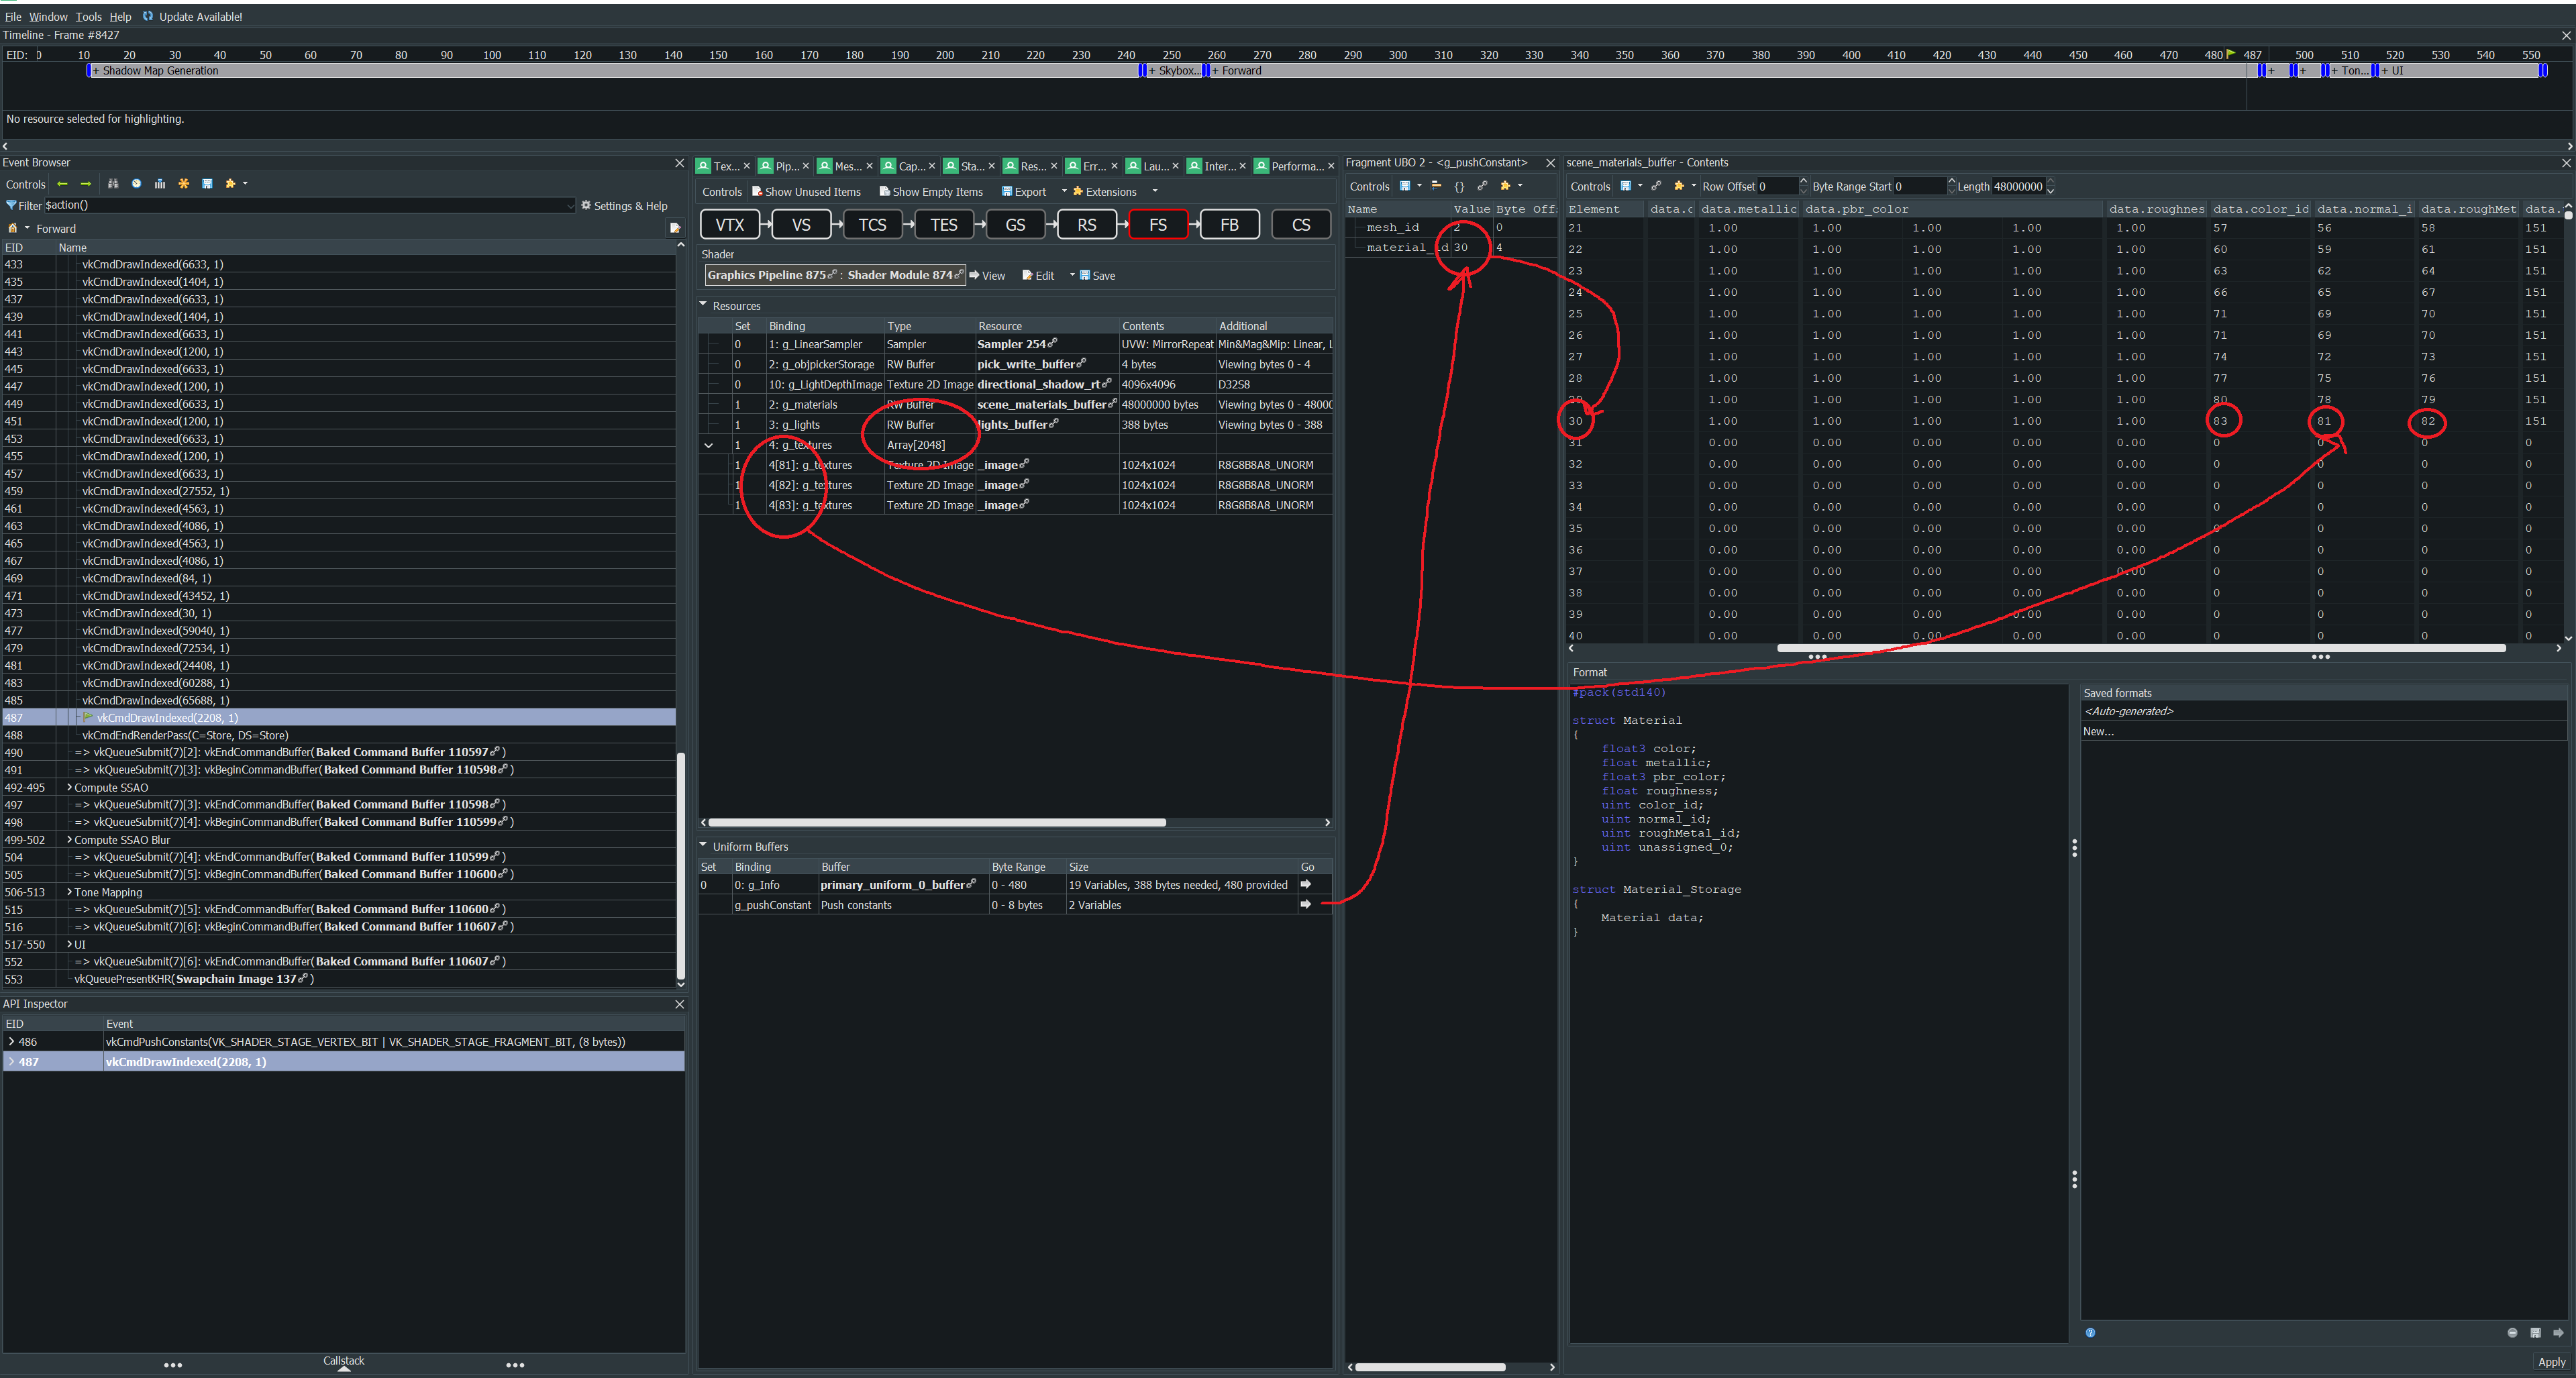 File Window Tools Help Update Available!
Timeline - Frame #8427
EID: 0 10 20 30 40 50 60 70 80 90 100 110 120 130 140 150 160 170 180 190 200 210 220 230 240 250 260 270 280 290 300 310 320 330 340 350 360 370 380 390 400 410 420 430 440 450 460 470 480 487 500 510 520 530 540 550
+ Shadow Map Generation + Skybox... + Forward + + + Ton... + UI
No resource selected for highlighting.
Event Browser
Controls
Filter $action() Settings & Help
Forward
EID Name
433 vkCmdDrawIndexed(6633, 1)
435 vkCmdDrawIndexed(1404, 1)
437 vkCmdDrawIndexed(6633, 1)
439 vkCmdDrawIndexed(1404, 1)
441 vkCmdDrawIndexed(6633, 1)
443 vkCmdDrawIndexed(1200, 1)
445 vkCmdDrawIndexed(6633, 1)
447 vkCmdDrawIndexed(1200, 1)
449 vkCmdDrawIndexed(6633, 1)
451 vkCmdDrawIndexed(1200, 1)
453 vkCmdDrawIndexed(6633, 1)
455 vkCmdDrawIndexed(1200, 1)
457 vkCmdDrawIndexed(6633, 1)
459 vkCmdDrawIndexed(27552, 1)
461 vkCmdDrawIndexed(4563, 1)
463 vkCmdDrawIndexed(4086, 1)
465 vkCmdDrawIndexed(4563, 1)
467 vkCmdDrawIndexed(4086, 1)
469 vkCmdDrawIndexed(84, 1)
471 vkCmdDrawIndexed(43452, 1)
473 vkCmdDrawIndexed(30, 1)
477 vkCmdDrawIndexed(59040, 1)
479 vkCmdDrawIndexed(72534, 1)
481 vkCmdDrawIndexed(24408, 1)
483 vkCmdDrawIndexed(60288, 1)
485 vkCmdDrawIndexed(65688, 1)
487 vkCmdDrawIndexed(2208, 1)
488 vkCmdEndRenderPass(C=Store, DS=Store)
490 => vkQueueSubmit(7)[2]: vkEndCommandBuffer(Baked Command Buffer 110597)
491 => vkQueueSubmit(7)[3]: vkBeginCommandBuffer(Baked Command Buffer 110598)
492-495 Compute SSAO
497 => vkQueueSubmit(7)[3]: vkEndCommandBuffer(Baked Command Buffer 110598)
498 => vkQueueSubmit(7)[4]: vkBeginCommandBuffer(Baked Command Buffer 110599)
499-502 Compute SSAO Blur
504 => vkQueueSubmit(7)[4]: vkEndCommandBuffer(Baked Command Buffer 110599)
505 => vkQueueSubmit(7)[5]: vkBeginCommandBuffer(Baked Command Buffer 110600)
506-513 Tone Mapping
515 => vkQueueSubmit(7)[5]: vkEndCommandBuffer(Baked Command Buffer 110600)
516 => vkQueueSubmit(7)[6]: vkBeginCommandBuffer(Baked Command Buffer 110607)
517-550 UI
552 => vkQueueSubmit(7)[6]: vkEndCommandBuffer(Baked Command Buffer 110607)
553 vkQueuePresentKHR(Swapchain Image 137)
API Inspector
EID Event
486 vkCmdPushConstants(VK_SHADER_STAGE_VERTEX_BIT | VK_SHADER_STAGE_FRAGMENT_BIT, (8 bytes))
487 vkCmdDrawIndexed(2208, 1)
Callstack
Tex... Pip... Mes... Cap... Sta... Res... Err... Lau... Inter... Performa...
Controls Show Unused Items Show Empty Items Export Extensions
VTX VS TCS TES GS RS FS FB CS
Shader
Graphics Pipeline 875 : Shader Module 874 View Edit Save
Resources
Set Binding Type Resource Contents Additional
0 1: g_LinearSampler Sampler Sampler 254 UVW: MirrorRepeat Min&Mag&Mip: Linear, L
0 2: g_objpickerStorage RW Buffer pick_write_buffer 4 bytes Viewing bytes 0 - 4
0 10: g_LightDepthImage Texture 2D Image directional_shadow_rt 4096x4096 D32S8
1 2: g_materials RW Buffer scene_materials_buffer 48000000 bytes Viewing bytes 0 - 48000
1 3: g_lights RW Buffer lights_buffer 388 bytes Viewing bytes 0 - 388
1 4: g_textures Array[2048]
1 4[81]: g_textures Texture 2D Image _image 1024x1024 R8G8B8A8_UNORM
1 4[82]: g_textures Texture 2D Image _image 1024x1024 R8G8B8A8_UNORM
1 4[83]: g_textures Texture 2D Image _image 1024x1024 R8G8B8A8_UNORM
Uniform Buffers
Set Binding Buffer Byte Range Size Go
0 0: g_Info primary_uniform_0_buffer 0 - 480 19 Variables, 388 bytes needed, 480 provided
g_pushConstant Push constants 0 - 8 bytes 2 Variables
Fragment UBO 2 - <g_pushConstant>
Controls {}
Name Value Byte Offs
mesh_id 2 0
material_id 30 4
scene_materials_buffer - Contents
Controls Row Offset 0 Byte Range Start 0 Length 48000000
Element data.c data.metallic data.pbr_color data.roughnes data.color_id data.normal_i data.roughMet data.
21 1.00 1.00 1.00 1.00 1.00 57 56 58 151
22 1.00 1.00 1.00 1.00 1.00 60 59 61 151
23 1.00 1.00 1.00 1.00 1.00 63 62 64 151
24 1.00 1.00 1.00 1.00 1.00 66 65 67 151
25 1.00 1.00 1.00 1.00 1.00 71 69 70 151
26 1.00 1.00 1.00 1.00 1.00 71 69 70 151
27 1.00 1.00 1.00 1.00 1.00 74 72 73 151
28 1.00 1.00 1.00 1.00 1.00 77 75 76 151
29 1.00 1.00 1.00 1.00 1.00 80 78 79 151
30 1.00 1.00 1.00 1.00 1.00 83 81 82 151
31 0.00 0.00 0.00 0.00 0.00 0 0 0 0
32 0.00 0.00 0.00 0.00 0.00 0 0 0 0
33 0.00 0.00 0.00 0.00 0.00 0 0 0 0
34 0.00 0.00 0.00 0.00 0.00 0 0 0 0
35 0.00 0.00 0.00 0.00 0.00 0 0 0 0
36 0.00 0.00 0.00 0.00 0.00 0 0 0 0
37 0.00 0.00 0.00 0.00 0.00 0 0 0 0
38 0.00 0.00 0.00 0.00 0.00 0 0 0 0
39 0.00 0.00 0.00 0.00 0.00 0 0 0 0
40 0.00 0.00 0.00 0.00 0.00 0 0 0 0
Format
#pack(std140)
struct Material
{
float3 color;
float metallic;
float3 pbr_color;
float roughness;
uint color_id;
uint normal_id;
uint roughMetal_id;
uint unassigned_0;
}
struct Material_Storage
{
Material data;
}
Saved formats
<Auto-generated>
New...
Apply